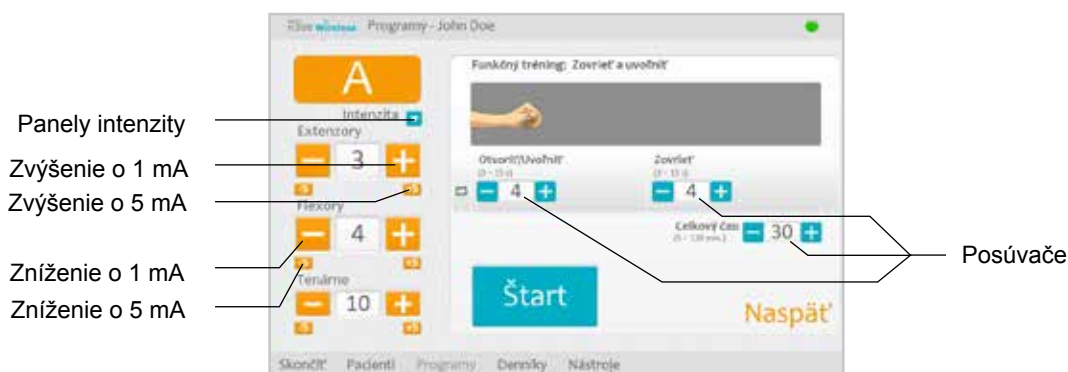 Programy - John Doe
A
Funkčný tréning: Zovrieť a uvoľniť
Panely intenzity
Intenzita
Extenzory
Zvýšenie o 1 mA
3
Otvoriť/Uvoľniť
Zovrieť
Zvýšenie o 5 mA
4
4
Flexory
4
Celkový čas
30
Posúvače
Zníženie o 1 mA
Zníženie o 5 mA
Tenárne
10
Štart
Naspäť
Skončiť Pacienti Programy Denníky Nástroje